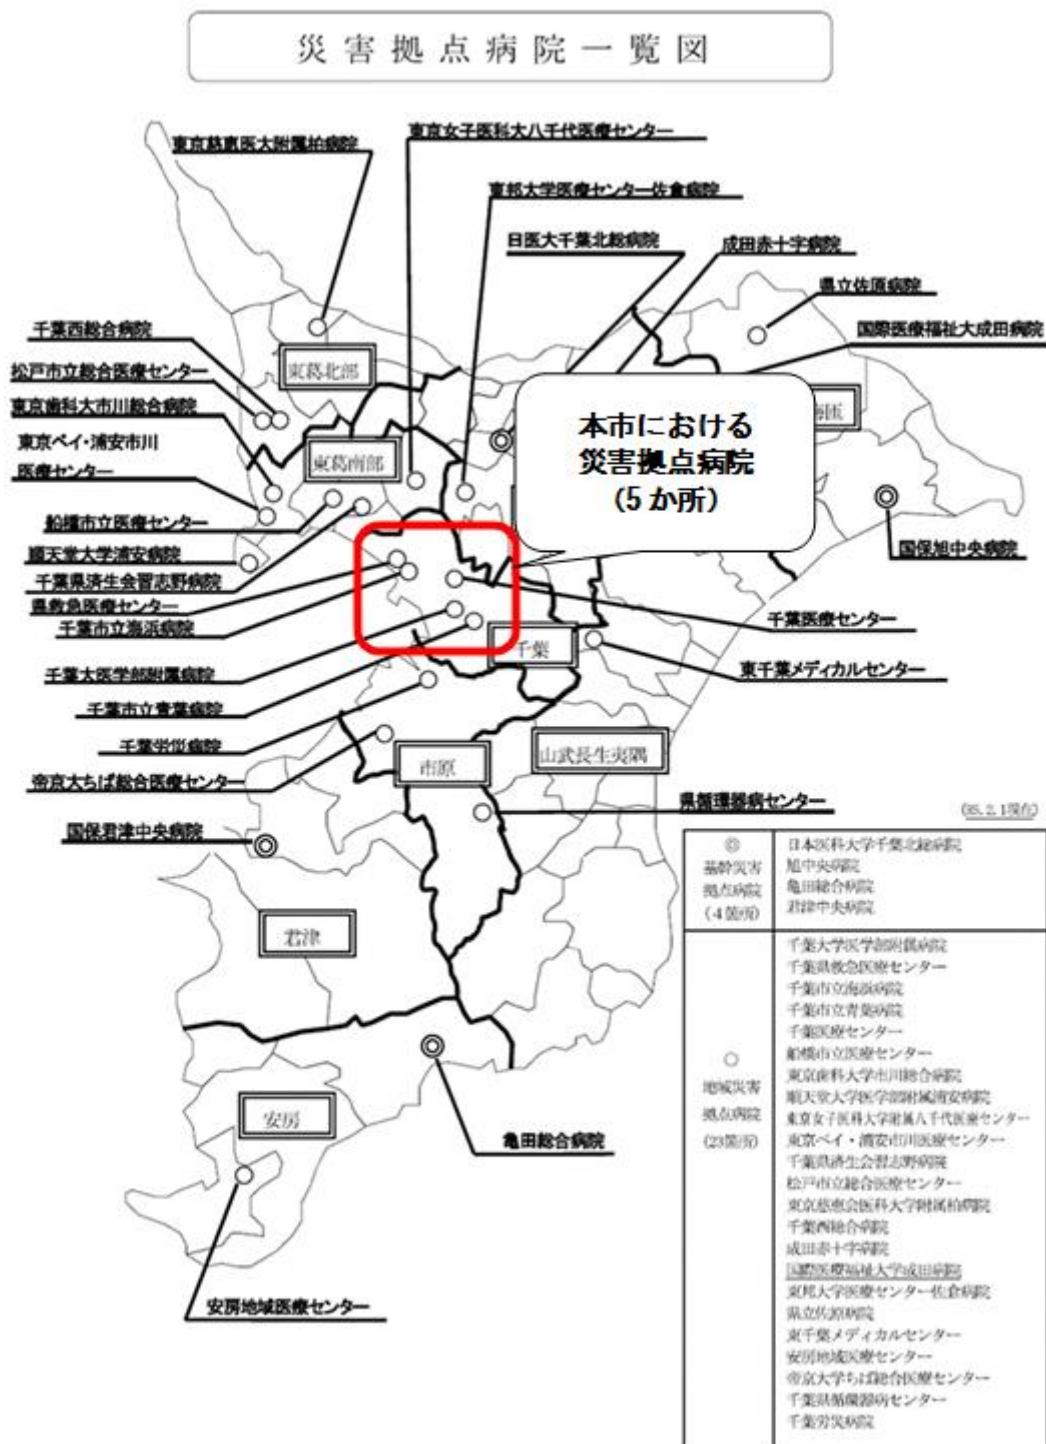 災害拠点病院一覧図
東京慈恵医大附属柏病院
東京女子医科大八千代医療センター
東邦大学医療センター佐倉病院
日医大千葉北総病院
成田赤十字病院
県立佐原病院
国際医療福祉大成田病院
千葉西総合病院
松戸市立総合医療センター
東京歯科大市川総合病院
東京ベイ・浦安市川
医療センター
船橋市立医療センター
順天堂大学浦安病院
千葉県済生会習志野病院
県救急医療センター
千葉市立海浜病院
千葉大医学部附属病院
千葉市立青葉病院
千葉労災病院
帝京大ちば総合医療センター
国保君津中央病院
東葛北部
東葛南部
海匝
本市における
災害拠点病院
(5か所)
国保旭中央病院
千葉医療センター
千葉
東千葉メディカルセンター
市原
山武長生夷隅
県循環器病センター
君津
安房
亀田総合病院
安房地域医療センター
◎
基幹災害
拠点病院
(4箇所)
日本医科大学千葉北総病院
旭中央病院
亀田総合病院
君津中央病院
○
地域災害
拠点病院
(23箇所)
千葉大学医学部附属病院
千葉県救急医療センター
千葉市立海浜病院
千葉市立青葉病院
千葉医療センター
船橋市立医療センター
東京歯科大学市川総合病院
順天堂大学医学部附属浦安病院
東京女子医科大学附属八千代医療センター
東京ベイ・浦安市川医療センター
千葉県済生会習志野病院
松戸市立総合医療センター
東京慈恵会医科大学附属柏病院
千葉西総合病院
成田赤十字病院
国際医療福祉大学成田病院
東邦大学医療センター佐倉病院
県立佐原病院
東千葉メディカルセンター
安房地域医療センター
帝京大学ちば総合医療センター
千葉県循環器病センター
千葉労災病院